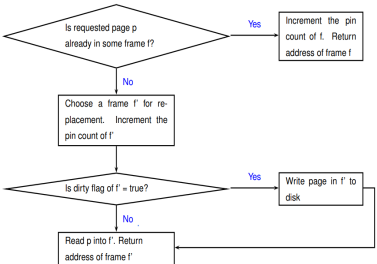 Is requested page p
already in some frame f?
Yes
Increment the pin
count of f. Return
address of frame f
No
Choose a frame f' for re-
placement. Increment the
pin count of f'
Is dirty flag of f' = true?
Yes
Write page in f' to
disk
No
Read p into f'. Return
address of frame f'